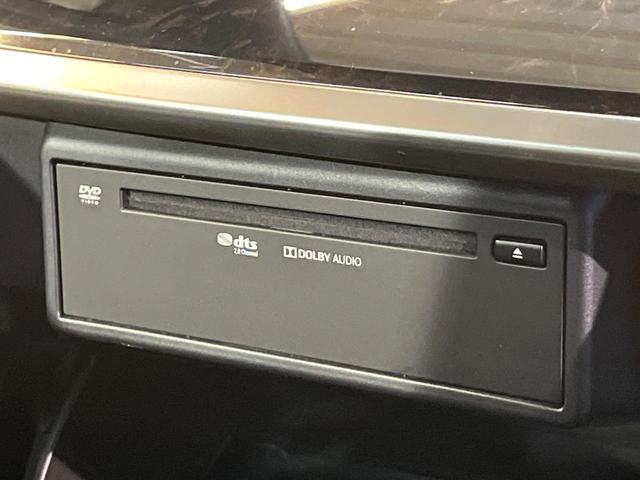 DVD
VIDEO
dts
2.0 Channel
DOLBY AUDIO